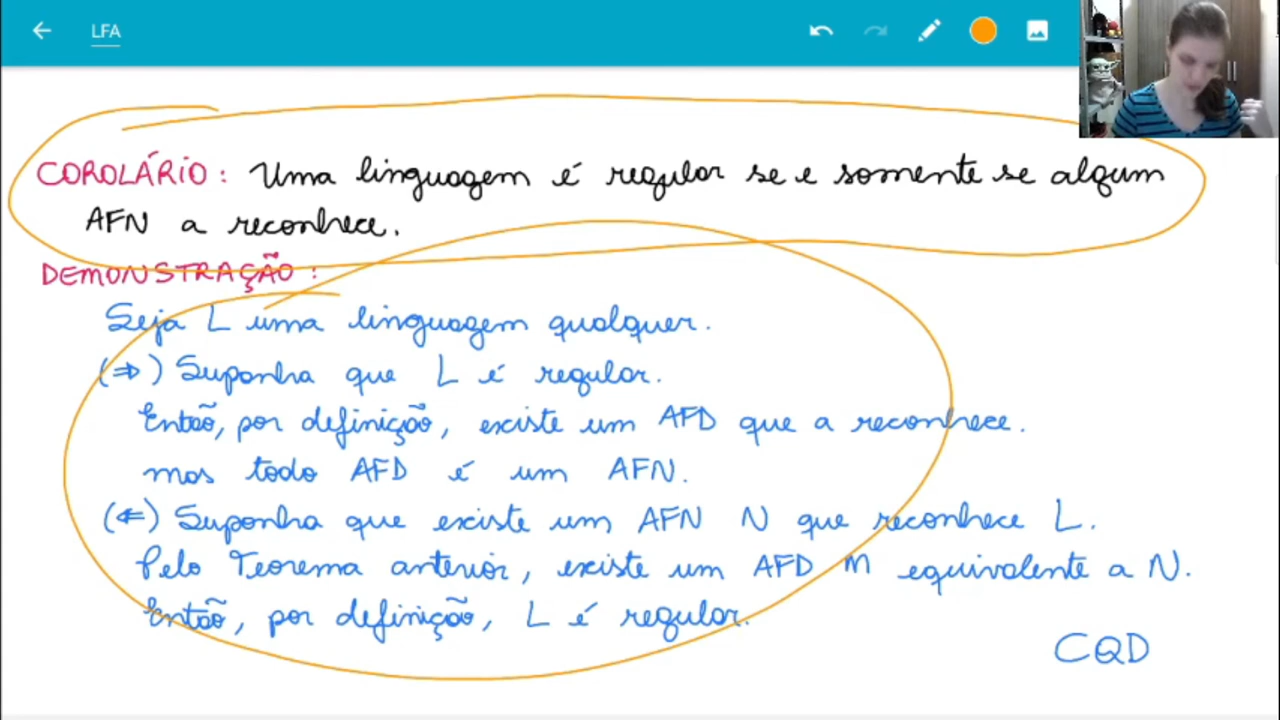 LFA
COROLÁRIO: Uma linguagem é regular se e somente se algum
AFN a reconhece.
DEMONSTRAÇÃO:
Seja L uma linguagem qualquer.
(⇒) Suponha que L é regular.
Então, por definição, existe um AFD que a reconhece.
mas todo AFD é um AFN.
(⇐) Suponha que existe um AFN N que reconhece L.
Pelo Teorema anterior, existe um AFD M equivalente a N.
Então, por definição, L é regular.
CQD